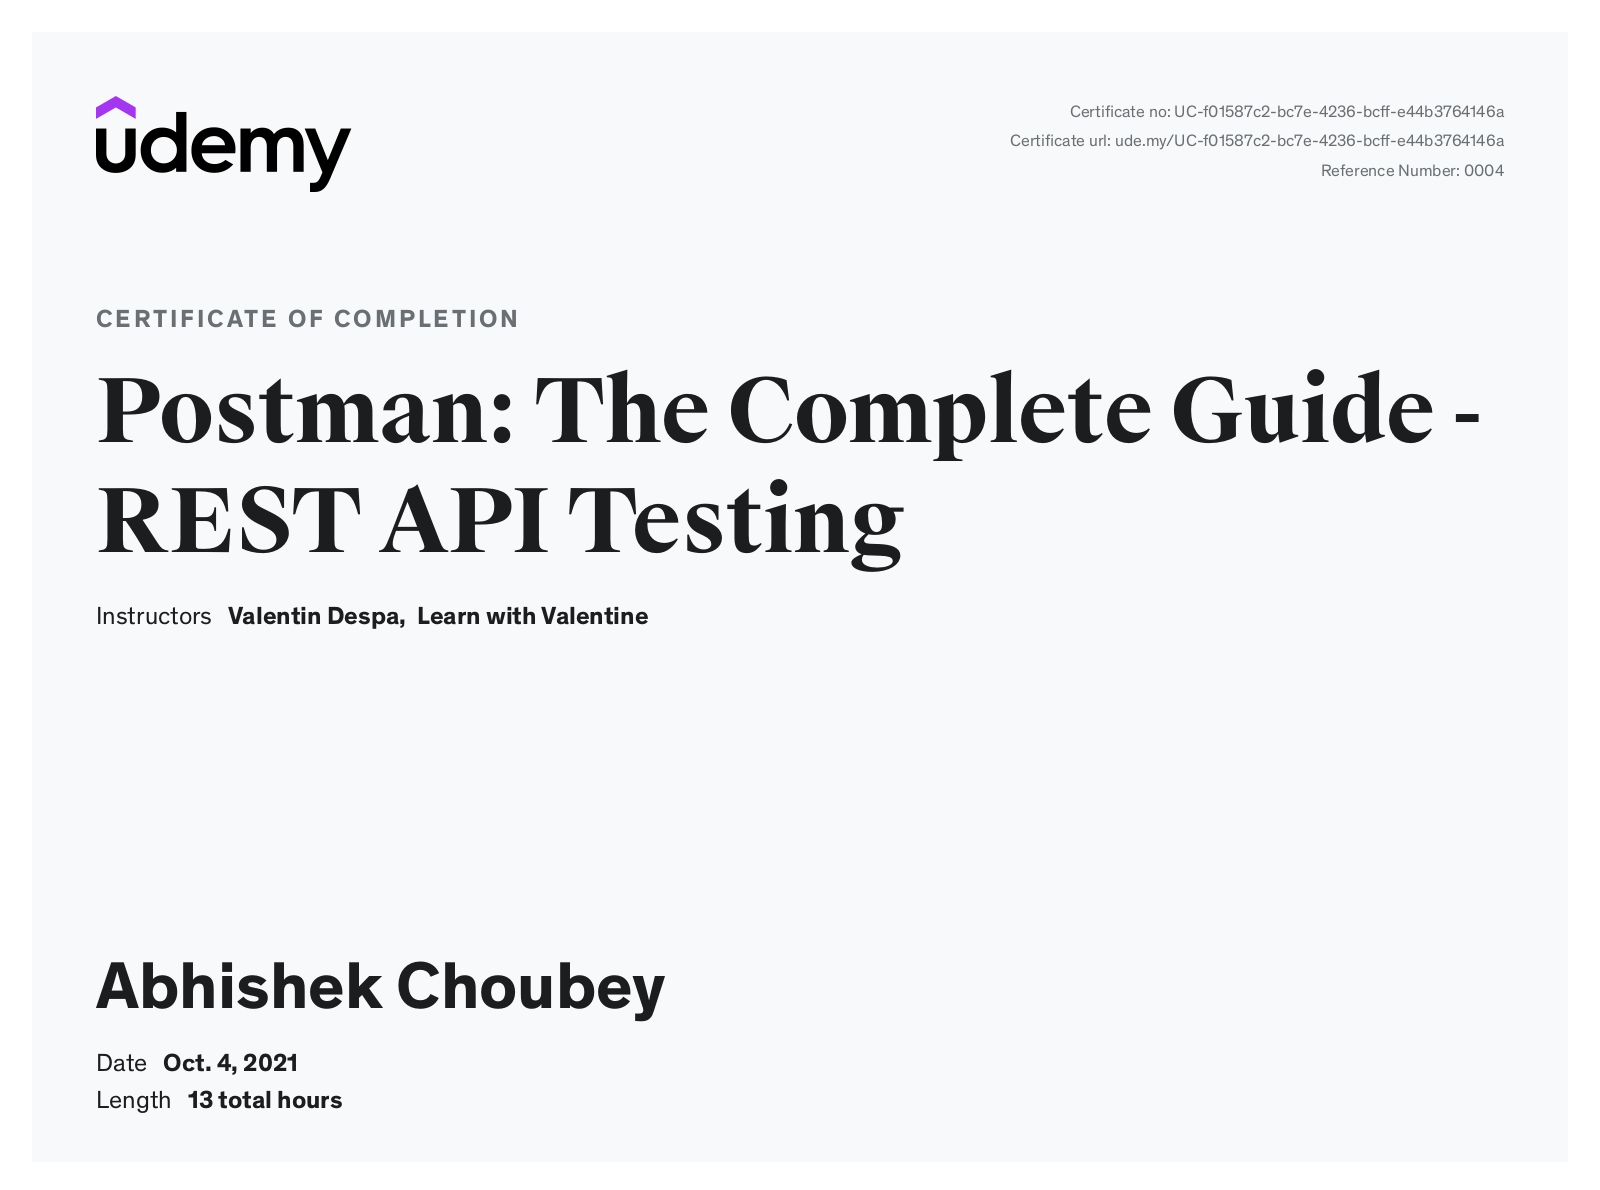 udemy
Certificate no: UC-f01587c2-bc7e-4236-bcff-e44b3764146a
Certificate url: ude.my/UC-f01587c2-bc7e-4236-bcff-e44b3764146a
Reference Number: 0004
CERTIFICATE OF COMPLETION
Postman: The Complete Guide -
REST API Testing
Instructors Valentin Despa, Learn with Valentine
Abhishek Choubey
Date Oct. 4, 2021
Length 13 total hours